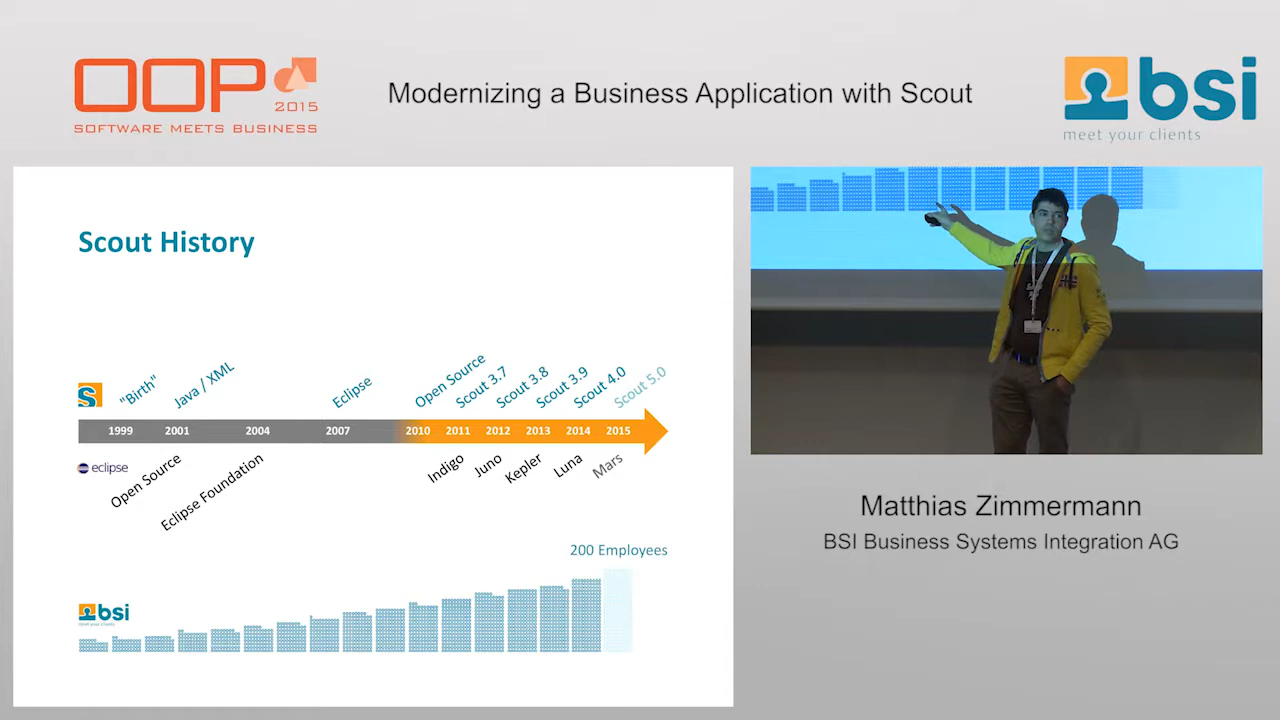 OOP
2015
SOFTWARE MEETS BUSINESS
Modernizing a Business Application with Scout
bsi
meet your clients
Scout History
"Birth"
Java / XML
Eclipse
Open Source
Scout 3.7
Scout 3.8
Scout 3.9
Scout 4.0
Scout 5.0
S
1999 2001 2004 2007 2010 2011 2012 2013 2014 2015
eclipse
Open Source
Eclipse Foundation
Indigo
Juno
Kepler
Luna
Mars
200 Employees
bsi
meet your clients
Matthias Zimmermann
BSI Business Systems Integration AG